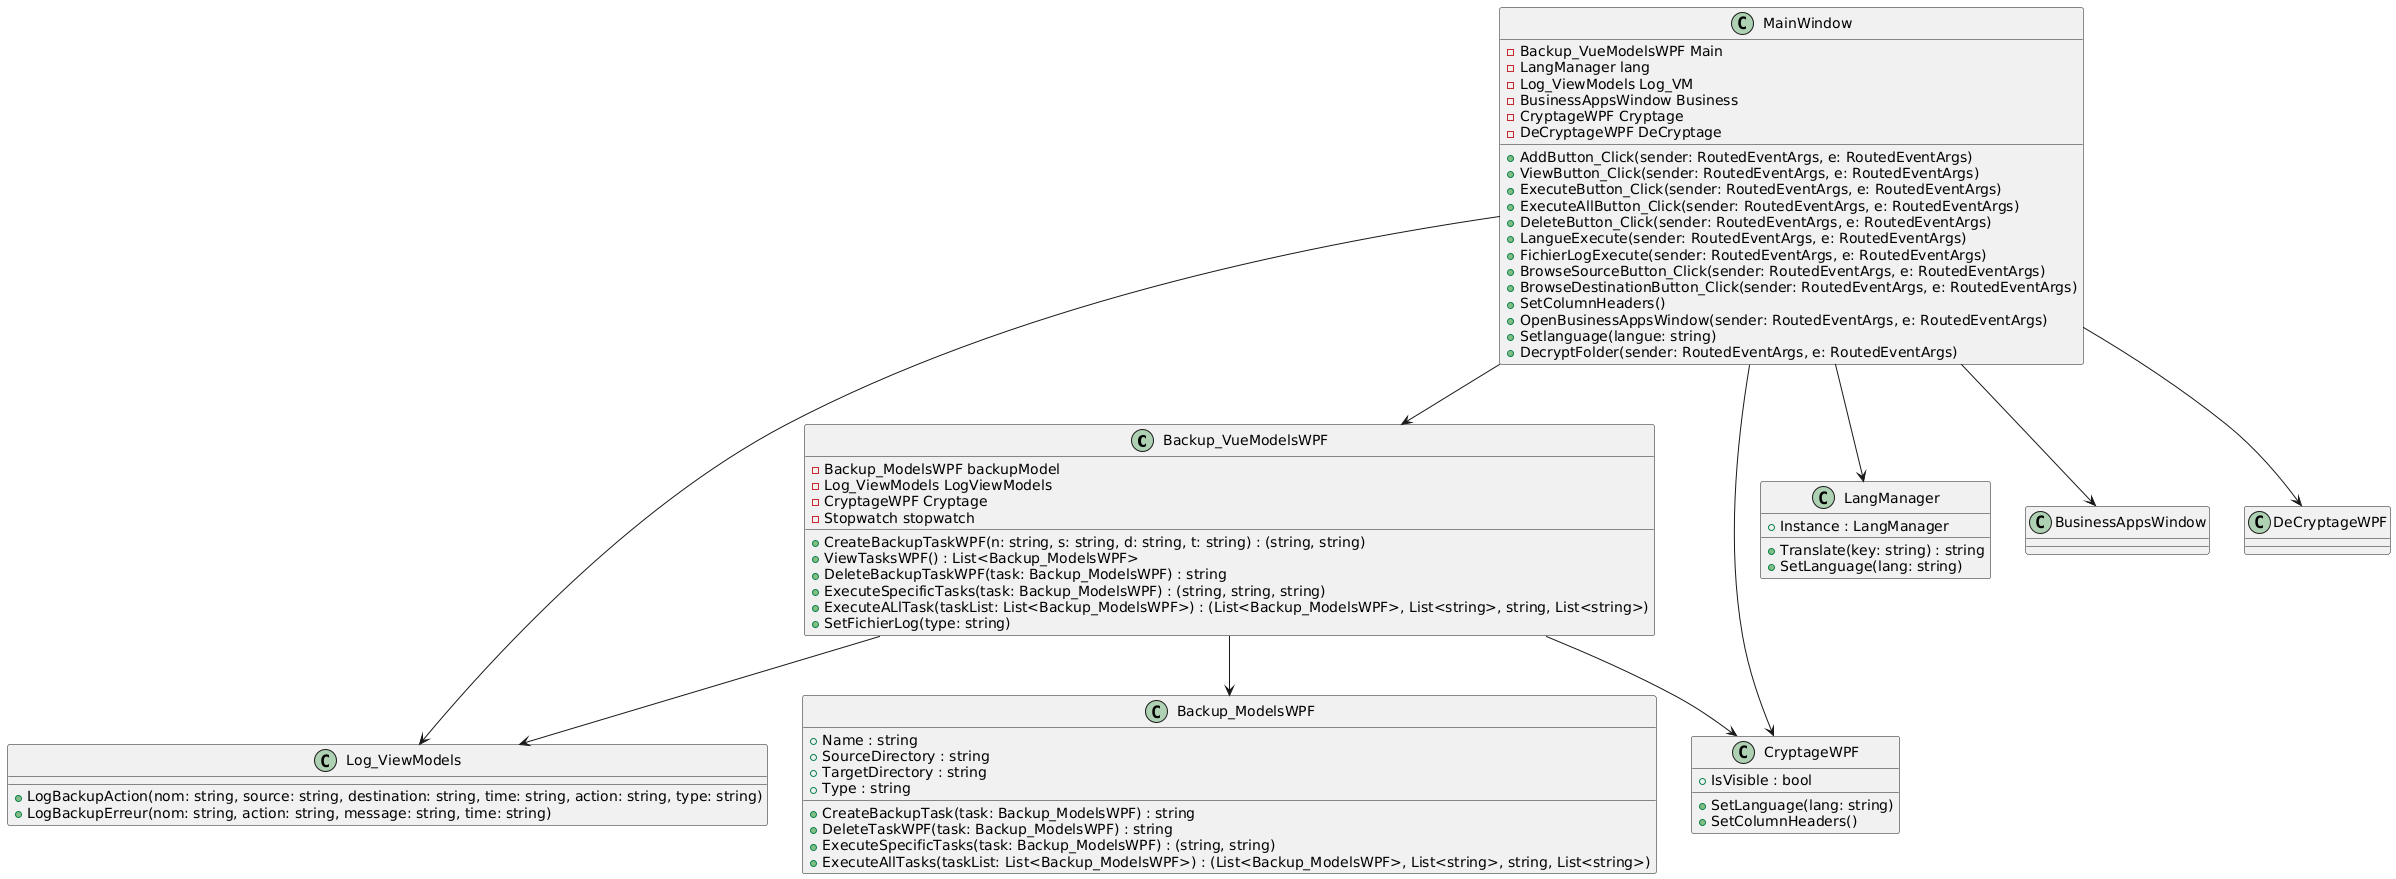 MainWindow
Backup_VueModelsWPF Main
LangManager lang
Log_ViewModels Log_VM
BusinessAppsWindow Business
CryptageWPF Cryptage
DeCryptageWPF DeCryptage
AddButton_Click(sender: RoutedEventArgs, e: RoutedEventArgs)
ViewButton_Click(sender: RoutedEventArgs, e: RoutedEventArgs)
ExecuteButton_Click(sender: RoutedEventArgs, e: RoutedEventArgs)
ExecuteAllButton_Click(sender: RoutedEventArgs, e: RoutedEventArgs)
DeleteButton_Click(sender: RoutedEventArgs, e: RoutedEventArgs)
LangueExecute(sender: RoutedEventArgs, e: RoutedEventArgs)
FichierLogExecute(sender: RoutedEventArgs, e: RoutedEventArgs)
BrowseSourceButton_Click(sender: RoutedEventArgs, e: RoutedEventArgs)
BrowseDestinationButton_Click(sender: RoutedEventArgs, e: RoutedEventArgs)
SetColumnHeaders()
OpenBusinessAppsWindow(sender: RoutedEventArgs, e: RoutedEventArgs)
Setlanguage(langue: string)
DecryptFolder(sender: RoutedEventArgs, e: RoutedEventArgs)
Backup_VueModelsWPF
Backup_ModelsWPF backupModel
Log_ViewModels LogViewModels
CryptageWPF Cryptage
Stopwatch stopwatch
CreateBackupTaskWPF(n: string, s: string, d: string, t: string) : (string, string)
ViewTasksWPF() : List<Backup_ModelsWPF>
DeleteBackupTaskWPF(task: Backup_ModelsWPF) : string
ExecuteSpecificTasks(task: Backup_ModelsWPF) : (string, string, string)
ExecuteALlTask(taskList: List<Backup_ModelsWPF>) : (List<Backup_ModelsWPF>, List<string>, string, List<string>)
SetFichierLog(type: string)
LangManager
Instance : LangManager
Translate(key: string) : string
SetLanguage(lang: string)
BusinessAppsWindow
DeCryptageWPF
Log_ViewModels
LogBackupAction(nom: string, source: string, destination: string, time: string, action: string, type: string)
LogBackupErreur(nom: string, action: string, message: string, time: string)
Backup_ModelsWPF
Name : string
SourceDirectory : string
TargetDirectory : string
Type : string
CreateBackupTask(task: Backup_ModelsWPF) : string
DeleteTaskWPF(task: Backup_ModelsWPF) : string
ExecuteSpecificTasks(task: Backup_ModelsWPF) : (string, string)
ExecuteAllTasks(taskList: List<Backup_ModelsWPF>) : (List<Backup_ModelsWPF>, List<string>, string, List<string>)
CryptageWPF
IsVisible : bool
SetLanguage(lang: string)
SetColumnHeaders()